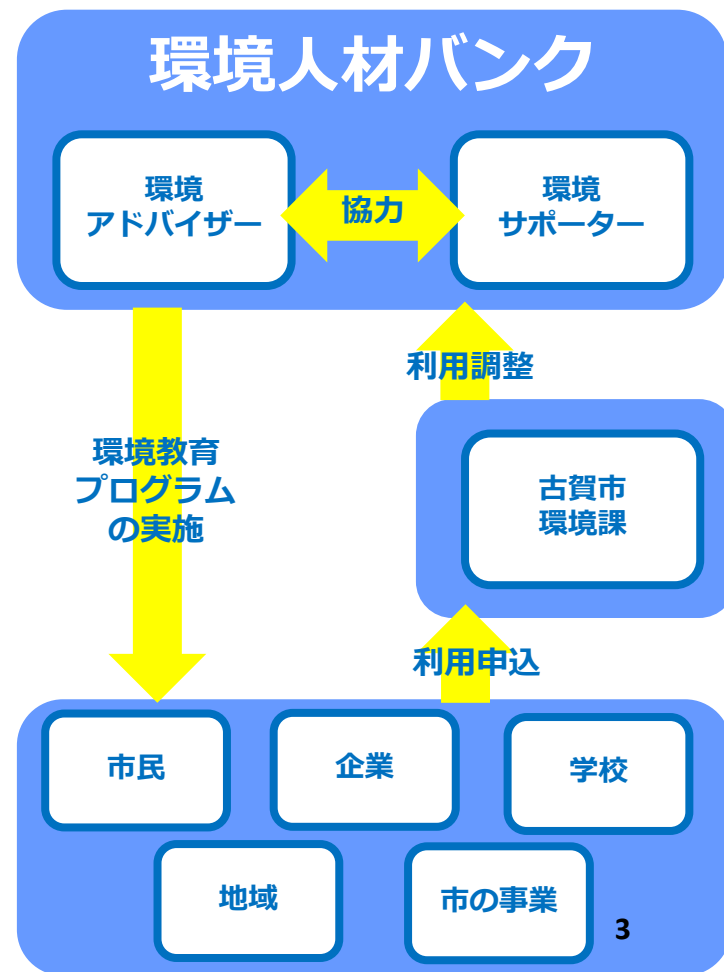 環境人材バンク
環境
アドバイザー
協力
環境
サポーター
利用調整
環境教育
プログラム
の実施
古賀市
環境課
利用申込
市民
企業
学校
地域
市の事業
3